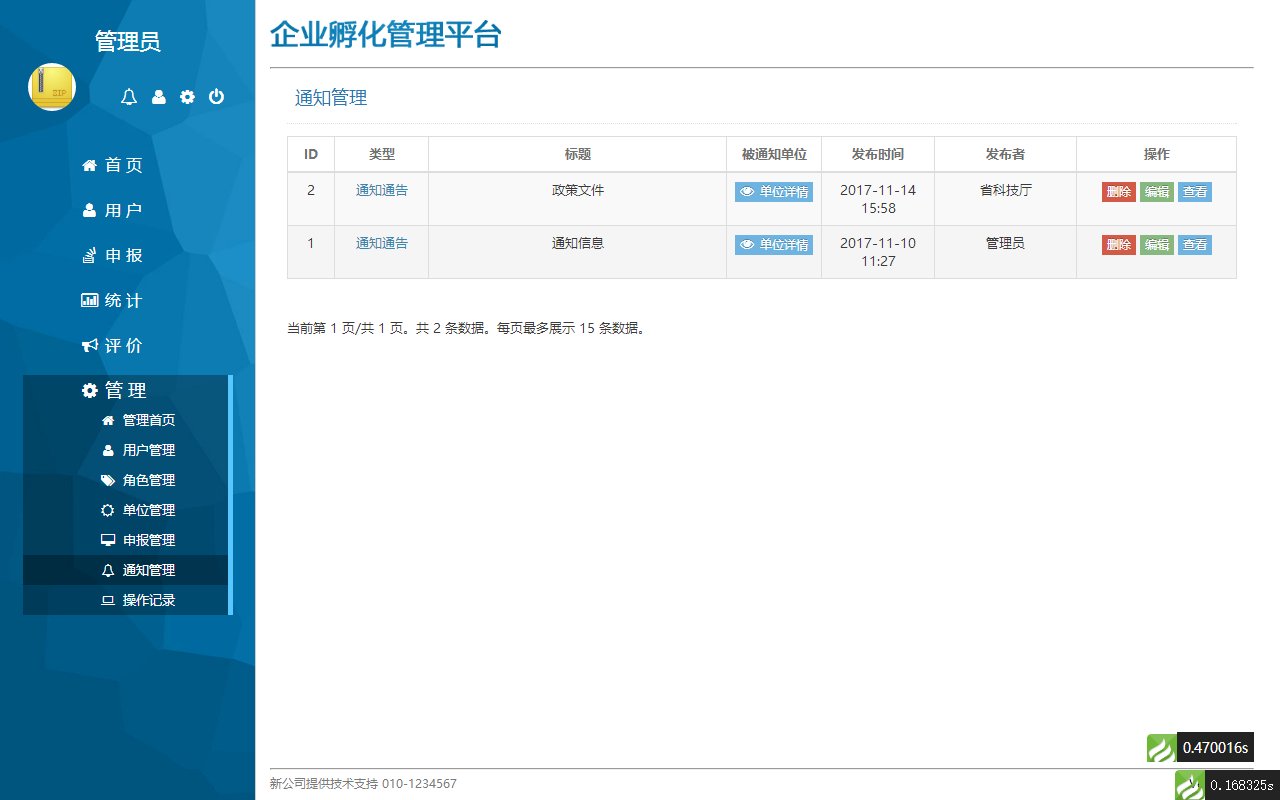 管理员
ZIP
首 页
用 户
申 报
统 计
评 价
管 理
管理首页
用户管理
角色管理
单位管理
申报管理
通知管理
操作记录
企业孵化管理平台
通知管理
ID 类型 标题 被通知单位 发布时间 发布者 操作
2 通知通告 政策文件 单位详情 2017-11-14 省科技厅 删除 编辑 查看
15:58
1 通知通告 通知信息 单位详情 2017-11-10 管理员 删除 编辑 查看
11:27
当前第 1 页/共 1 页。共 2 条数据。每页最多展示 15 条数据。
0.470016s
新公司提供技术支持 010-1234567
0.168325s